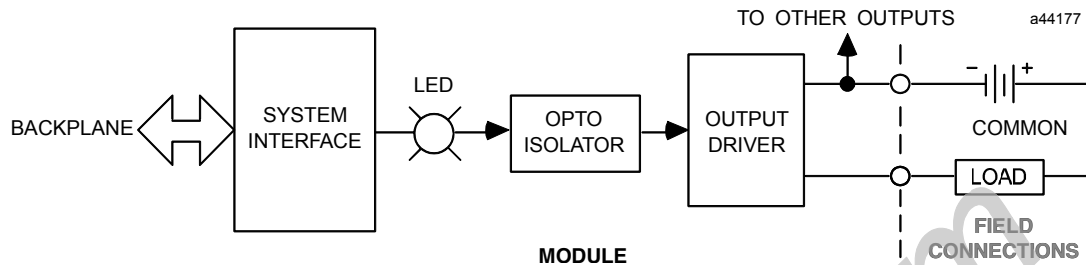 TO OTHER OUTPUTS
a44177
BACKPLANE
SYSTEM
INTERFACE
LED
OPTO
ISOLATOR
OUTPUT
DRIVER
- +
COMMON
LOAD
FIELD
CONNECTIONS
MODULE